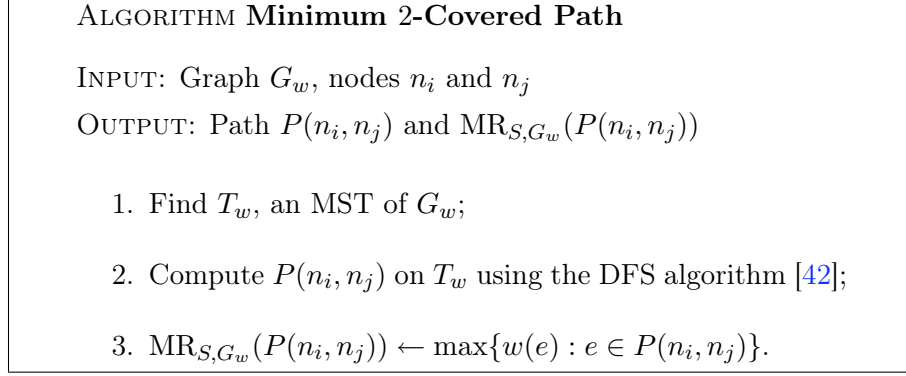 ALGORITHM Minimum 2-Covered Path
INPUT: Graph G_w, nodes n_i and n_j
OUTPUT: Path P(n_i, n_j) and MR_{S,G_w}(P(n_i, n_j))
1. Find T_w, an MST of G_w;
2. Compute P(n_i, n_j) on T_w using the DFS algorithm [42];
3. MR_{S,G_w}(P(n_i, n_j)) ← max{w(e) : e ∈ P(n_i, n_j)}.